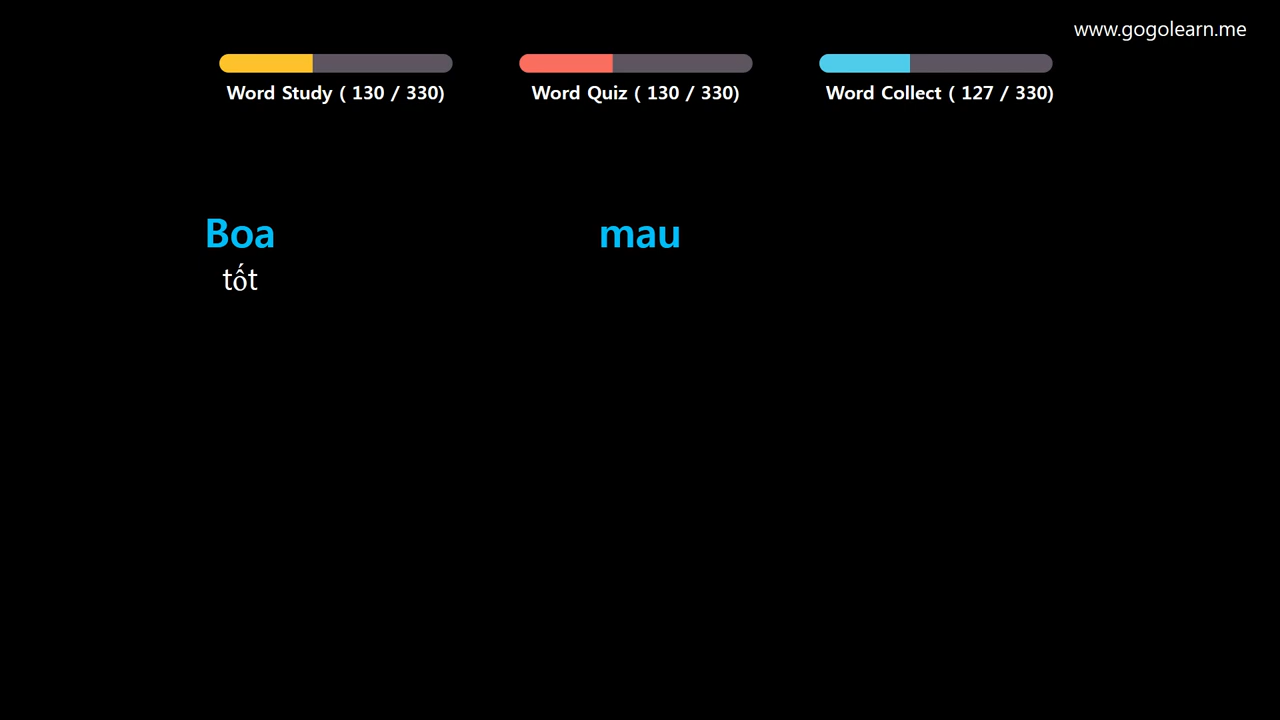 www.gogolearn.me
Word Study ( 130 / 330)
Word Quiz ( 130 / 330)
Word Collect ( 127 / 330)
Boa
tốt
mau